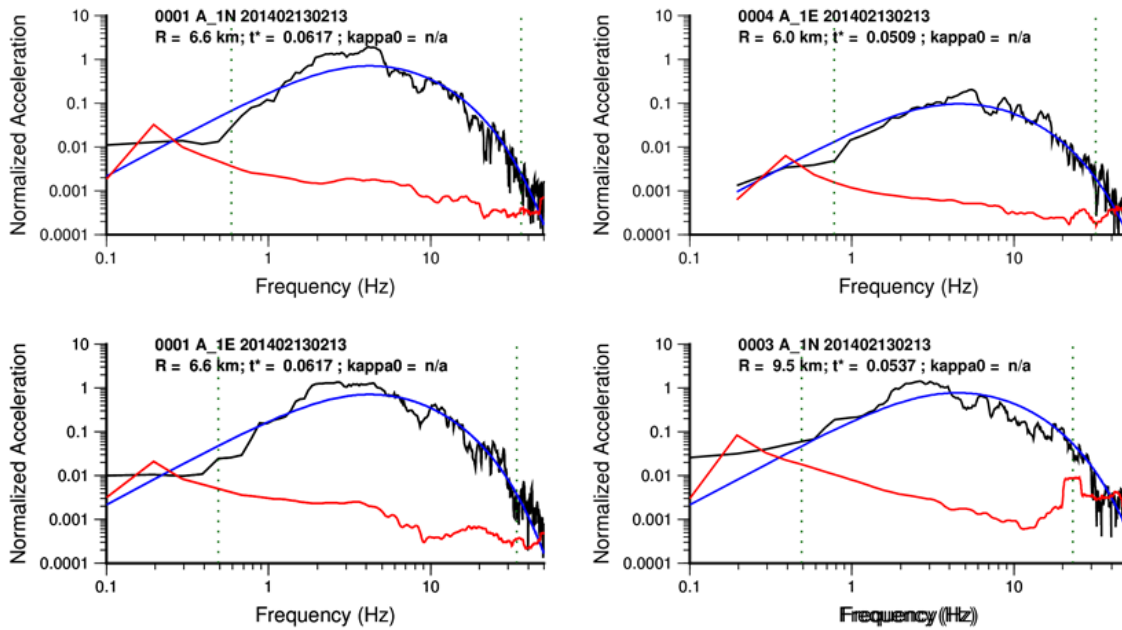 0001 A_1N 201402130213
R = 6.6 km; t* = 0.0617 ; kappa0 = n/a
Normalized Acceleration
10
1
0.1
0.01
0.001
0.0001
0.1
1
10
Frequency (Hz)
0004 A_1E 201402130213
R = 6.0 km; t* = 0.0509 ; kappa0 = n/a
Normalized Acceleration
10
1
0.1
0.01
0.001
0.0001
0.1
1
10
Frequency (Hz)
0001 A_1E 201402130213
R = 6.6 km; t* = 0.0617 ; kappa0 = n/a
Normalized Acceleration
10
1
0.1
0.01
0.001
0.0001
0.1
1
10
Frequency (Hz)
0003 A_1N 201402130213
R = 9.5 km; t* = 0.0537 ; kappa0 = n/a
Normalized Acceleration
10
1
0.1
0.01
0.001
0.0001
0.1
1
10
Frequency (Hz)